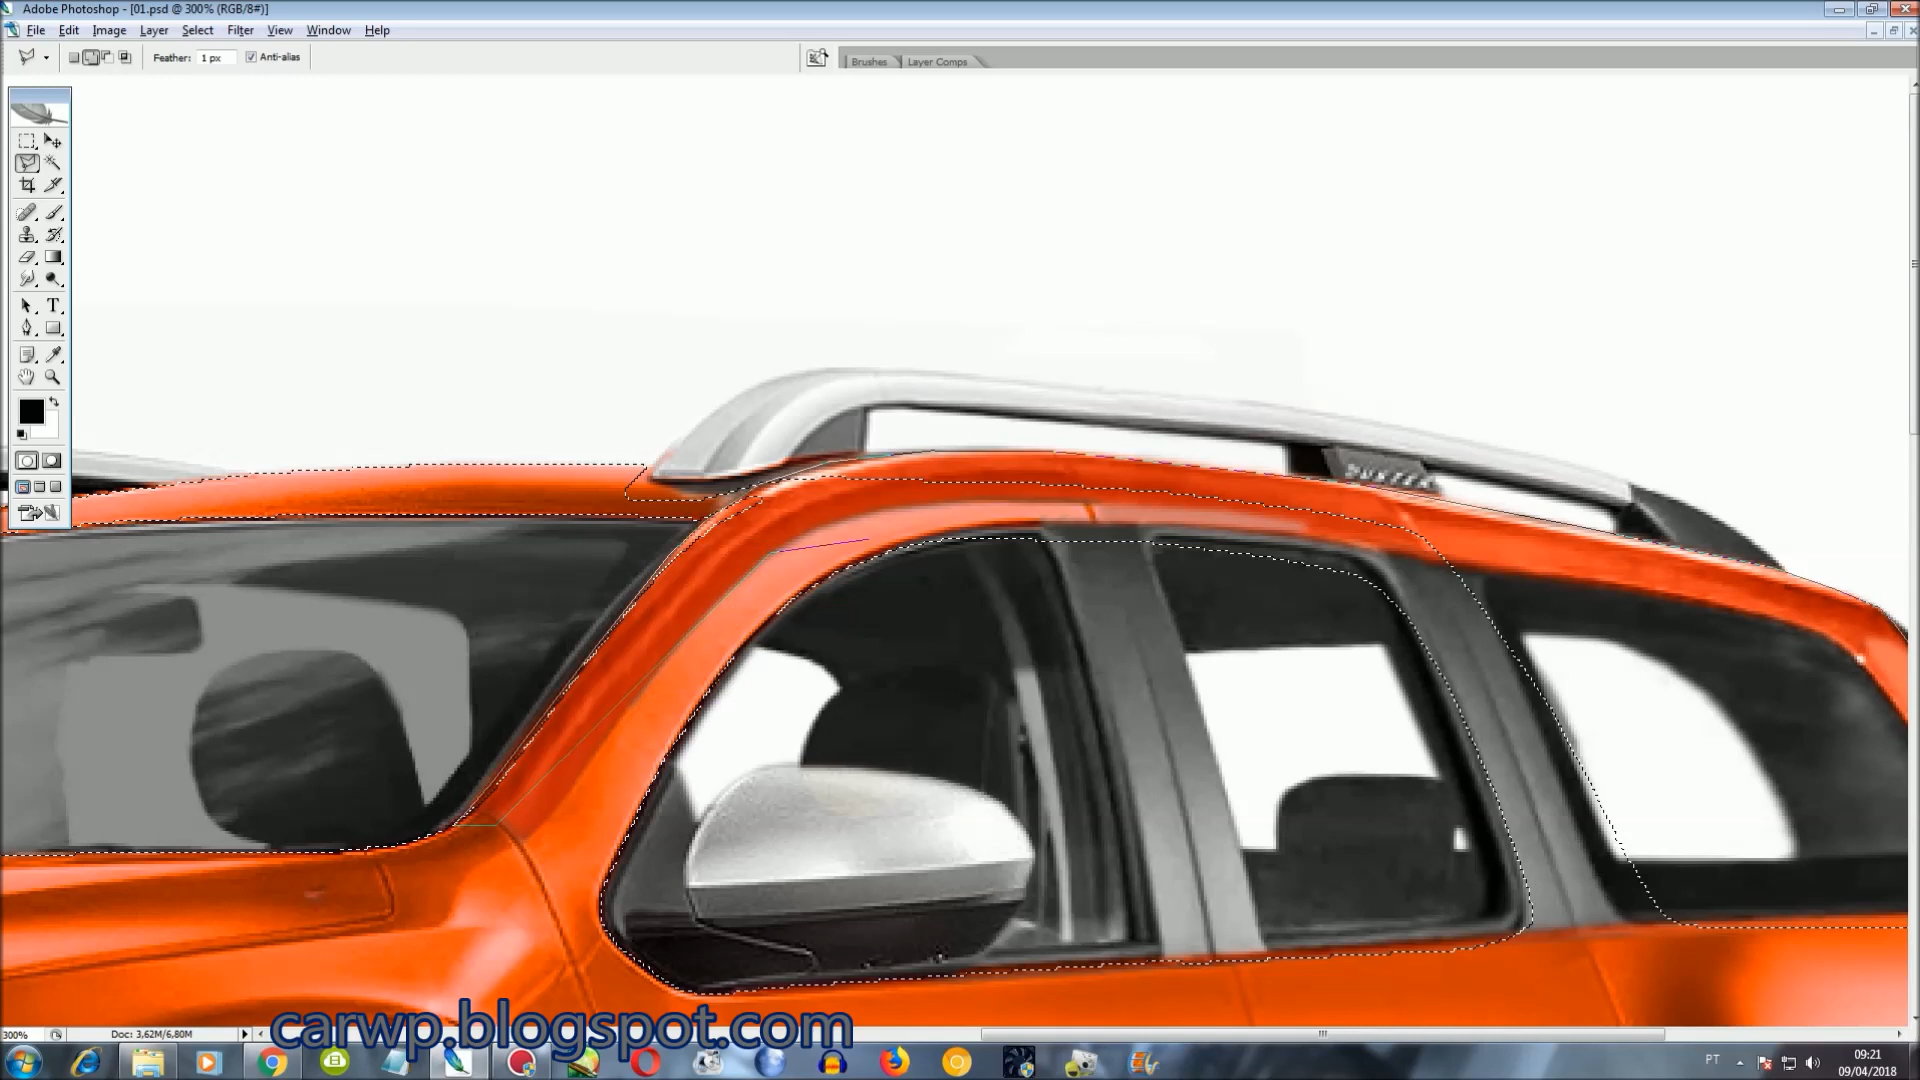 Adobe Photoshop - [01.psd @ 300% (RGB/8#)]
File Edit Image Layer Select Filter View Window Help
Feather: 1 px Anti-alias
Brushes Layer Comps
DUSTER
300% Doc: 3,62M/6,80M
carwp.blogspot.com
PT 09:21
09/04/2018